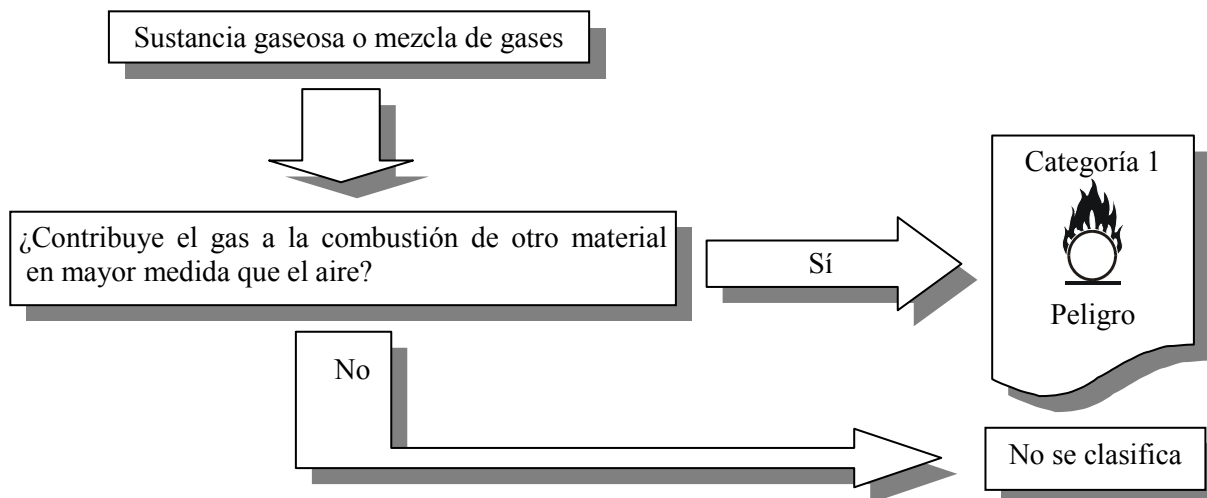 Sustancia gaseosa o mezcla de gases
¿Contribuye el gas a la combustión de otro material
en mayor medida que el aire?
Sí
Categoría 1
Peligro
No
No se clasifica